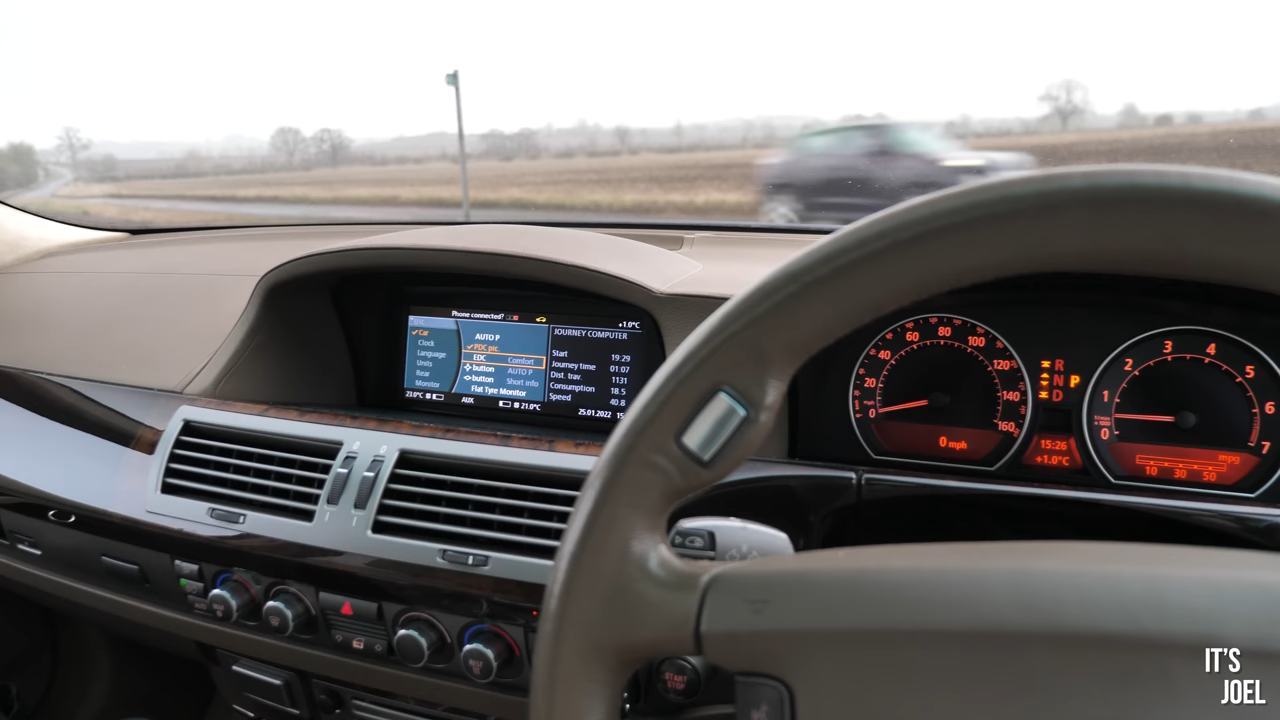 Phone connected?
+1.0°C
Car
Clock
Language
Units
Rear
Monitor
AUTO P
PDC pic.
EDC Comfort
button AUTO P
button Short info
Flat Tyre Monitor
JOURNEY COMPUTER
Start 19:29
Journey time 01:07
Dist. trav. 1131
Consumption 18.5
Speed 40.8
23.0°C
AUX
21.0°C
25.01.2022 15
0
20
40
60
80
100
120
140
160
0 mph
R
N P
D
15:26
+1.0°C
0
1
2
3
4
5
6
7
mpg
10 30 50
REST
START
STOP
IT'S
JOEL